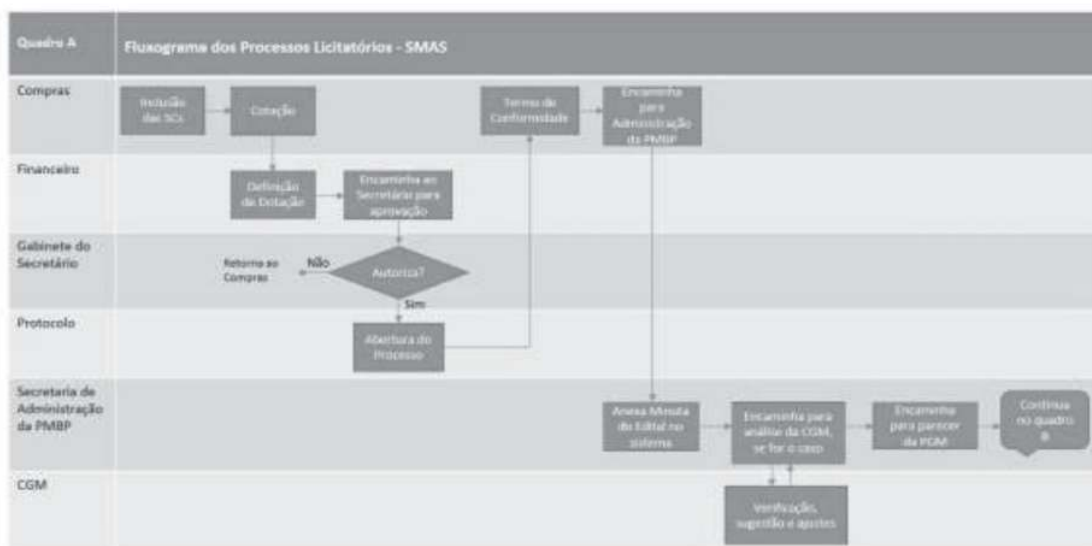 Quadro A
Fluxograma dos Processos Licitatórios - SMAS
Compras
Inclusão
das SCs
Cotação
Termo de
Conformidade
Encaminha
para
Administração
da PMBP
Financeiro
Definição
de Dotação
Encaminha ao
Secretário para
aprovação
Gabinete do
Secretário
Retorna ao
Compras
Não
Autoriza?
Sim
Protocolo
Abertura do
Processo
Secretaria de
Administração
da PMBP
Anexa Minuta
do Edital no
sistema
Encaminha para
análise da CGM,
se for o caso
Encaminha
para parecer
da PGM
Continua
no quadro
B
CGM
Verificação,
sugestão e ajustes